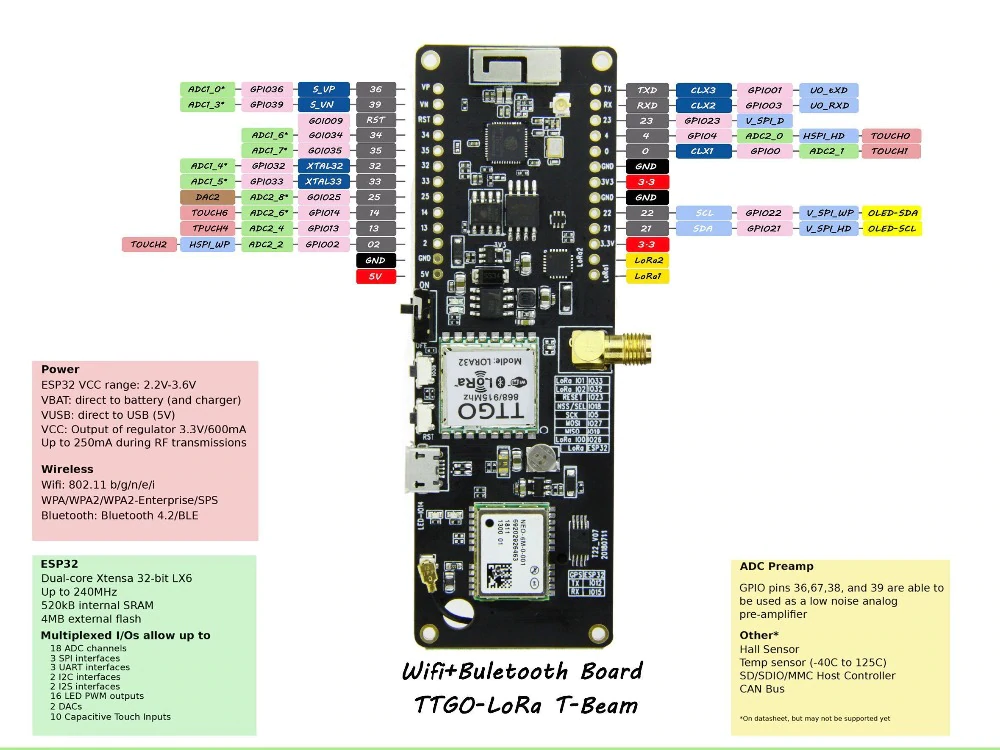 ADC1_0* GPIO36 S_VP 36
ADC1_3* GPIO39 S_VN 39
GOI009 RST
ADC1_6* GOI034 34
ADC1_7* GOI035 35
ADC1_4* GPIO32 XTAL32 32
ADC1_5* GPIO33 XTAL33 33
DAC2 ADC2_8* GOI025 25
TOUCH6 ADC2_6* GPIO14 14
TPUCH4 ADC2_4 GPIO13 13
TOUCH2 HSPI_WP ADC2_2 GPIO02 02
GND
5V
VP
VN
RST
34
35
32
33
25
14
13
2
GND
5V
ON
TX
RX
23
4
0
GND
3V3
GND
22
21
3.3V
LoRa2
LoRa1
3V3
TXD CLX3 GPIO01 UO_tXD
RXD CLX2 GPIO03 UO_RXD
23 GPIO23 V_SPI_D
4 GPIO4 ADC2_0 HSPI_HD TOUCH0
0 CLX1 GPIO0 ADC2_1 TOUCH1
GND
3.3
GND
22 SCL GPIO22 V_SPI_WP OLED-SDA
21 SDA GPIO21 V_SPI_HD OLED-SCL
3.3
LoRa2
LoRa1
Modle: LORA32
LoRa
868/915Mhz
TTGO
RST
LoRa IO1 IO33
LoRa IO2 IO32
RESET IO23
NSS/SEL IO18
SCK IO5
MOSI IO27
MISO IO19
LoRa IO0 IO26
LoRa ESP32
LED-IO14
NEO-6M-0-001
1811
1300 01
T22_V07
20180711
GPS ESP32
TX IO12
RX IO15
Power
ESP32 VCC range: 2.2V-3.6V
VBAT: direct to battery (and charger)
VUSB: direct to USB (5V)
VCC: Output of regulator 3.3V/600mA
Up to 250mA during RF transmissions
Wireless
Wifi: 802.11 b/g/n/e/i
WPA/WPA2/WPA2-Enterprise/SPS
Bluetooth: Bluetooth 4.2/BLE
ESP32
Dual-core Xtensa 32-bit LX6
Up to 240MHz
520kB internal SRAM
4MB external flash
Multiplexed I/Os allow up to
18 ADC channels
3 SPI interfaces
3 UART interfaces
2 I2C interfaces
2 I2S interfaces
16 LED PWM outputs
2 DACs
10 Capacitive Touch Inputs
Wifi+Buletooth Board
TTGO-LoRa T-Beam
ADC Preamp
GPIO pins 36,67,38, and 39 are able to
be used as a low noise analog
pre-amplifier
Other*
Hall Sensor
Temp sensor (-40C to 125C)
SD/SDIO/MMC Host Controller
CAN Bus
*On datasheet, but may not be supported yet